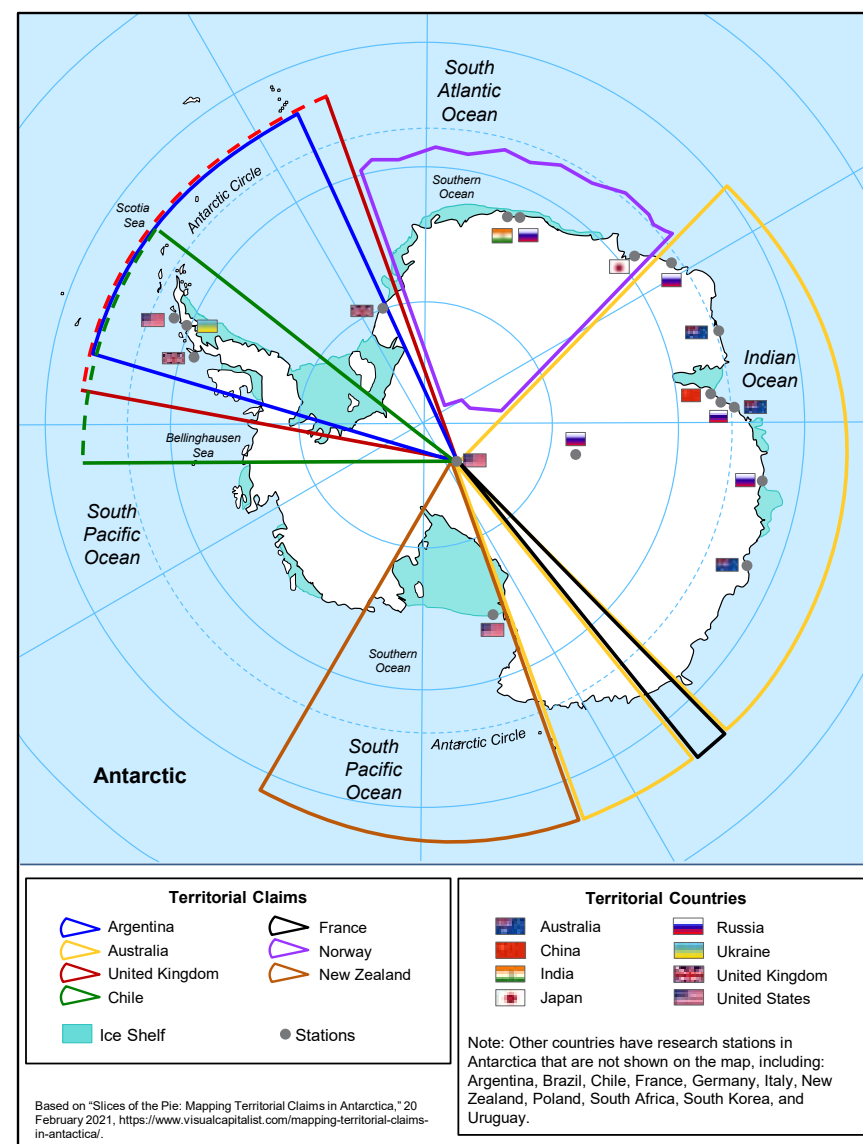 South
Atlantic
Ocean
Southern
Ocean
Antarctic Circle
Scotia
Sea
Indian
Ocean
Bellinghausen
Sea
South
Pacific
Ocean
Southern
Ocean
South
Pacific
Ocean
Antarctic Circle
Antarctic
Territorial Claims
Argentina
Australia
United Kingdom
Chile
France
Norway
New Zealand
Ice Shelf
Stations
Based on “Slices of the Pie: Mapping Territorial Claims in Antarctica,” 20
February 2021, https://www.visualcapitalist.com/mapping-territorial-claims-
in-antactica/.
Territorial Countries
Australia
China
India
Japan
Russia
Ukraine
United Kingdom
United States
Note: Other countries have research stations in
Antarctica that are not shown on the map, including:
Argentina, Brazil, Chile, France, Germany, Italy, New
Zealand, Poland, South Africa, South Korea, and
Uruguay.